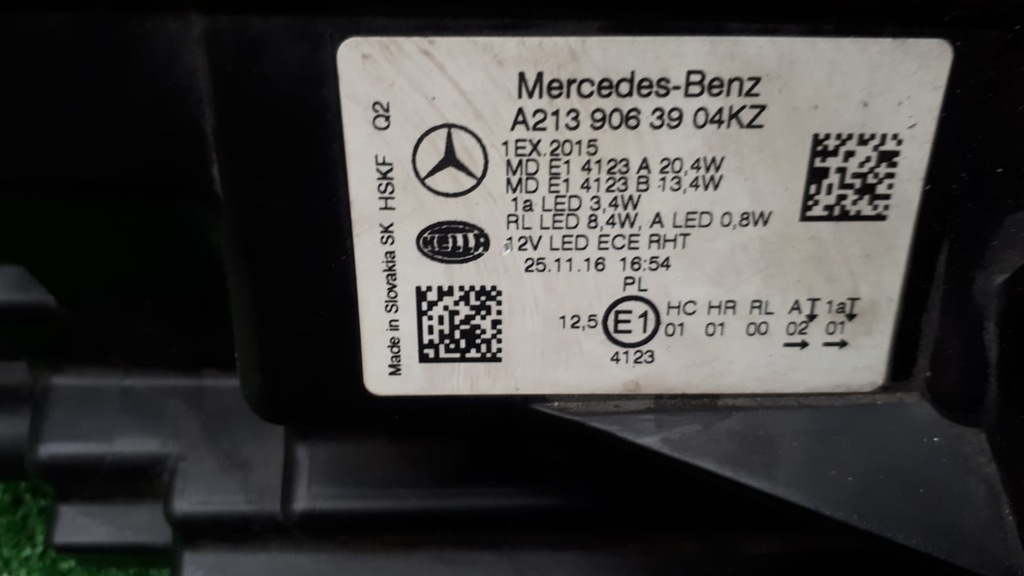 Mercedes-Benz
A213 906 39 04KZ
1EX.2015
MD E1 4123 A 20,4W
MD E1 4123 B 13,4W
1a LED 3,4W
RL LED 8,4W, A LED 0,8W
12V LED ECE RHT
25.11.16 16:54
PL
12,5 E1 HC HR RL A 1a
01 01 00 02 01
4123
HELLA
Made in Slovakia SK HSKF Q2